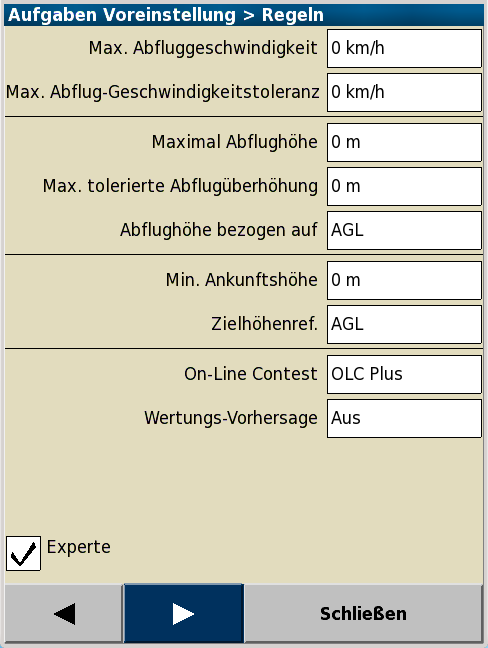 Aufgaben Voreinstellung > Regeln
Max. Abfluggeschwindigkeit 0 km/h
Max. Abflug-Geschwindigkeitstoleranz 0 km/h
Maximal Abflughöhe 0 m
Max. tolerierte Abflugüberhöhung 0 m
Abflughöhe bezogen auf AGL
Min. Ankunftshöhe 0 m
Zielhöhenref. AGL
On-Line Contest OLC Plus
Wertungs-Vorhersage Aus
Experte
Schließen